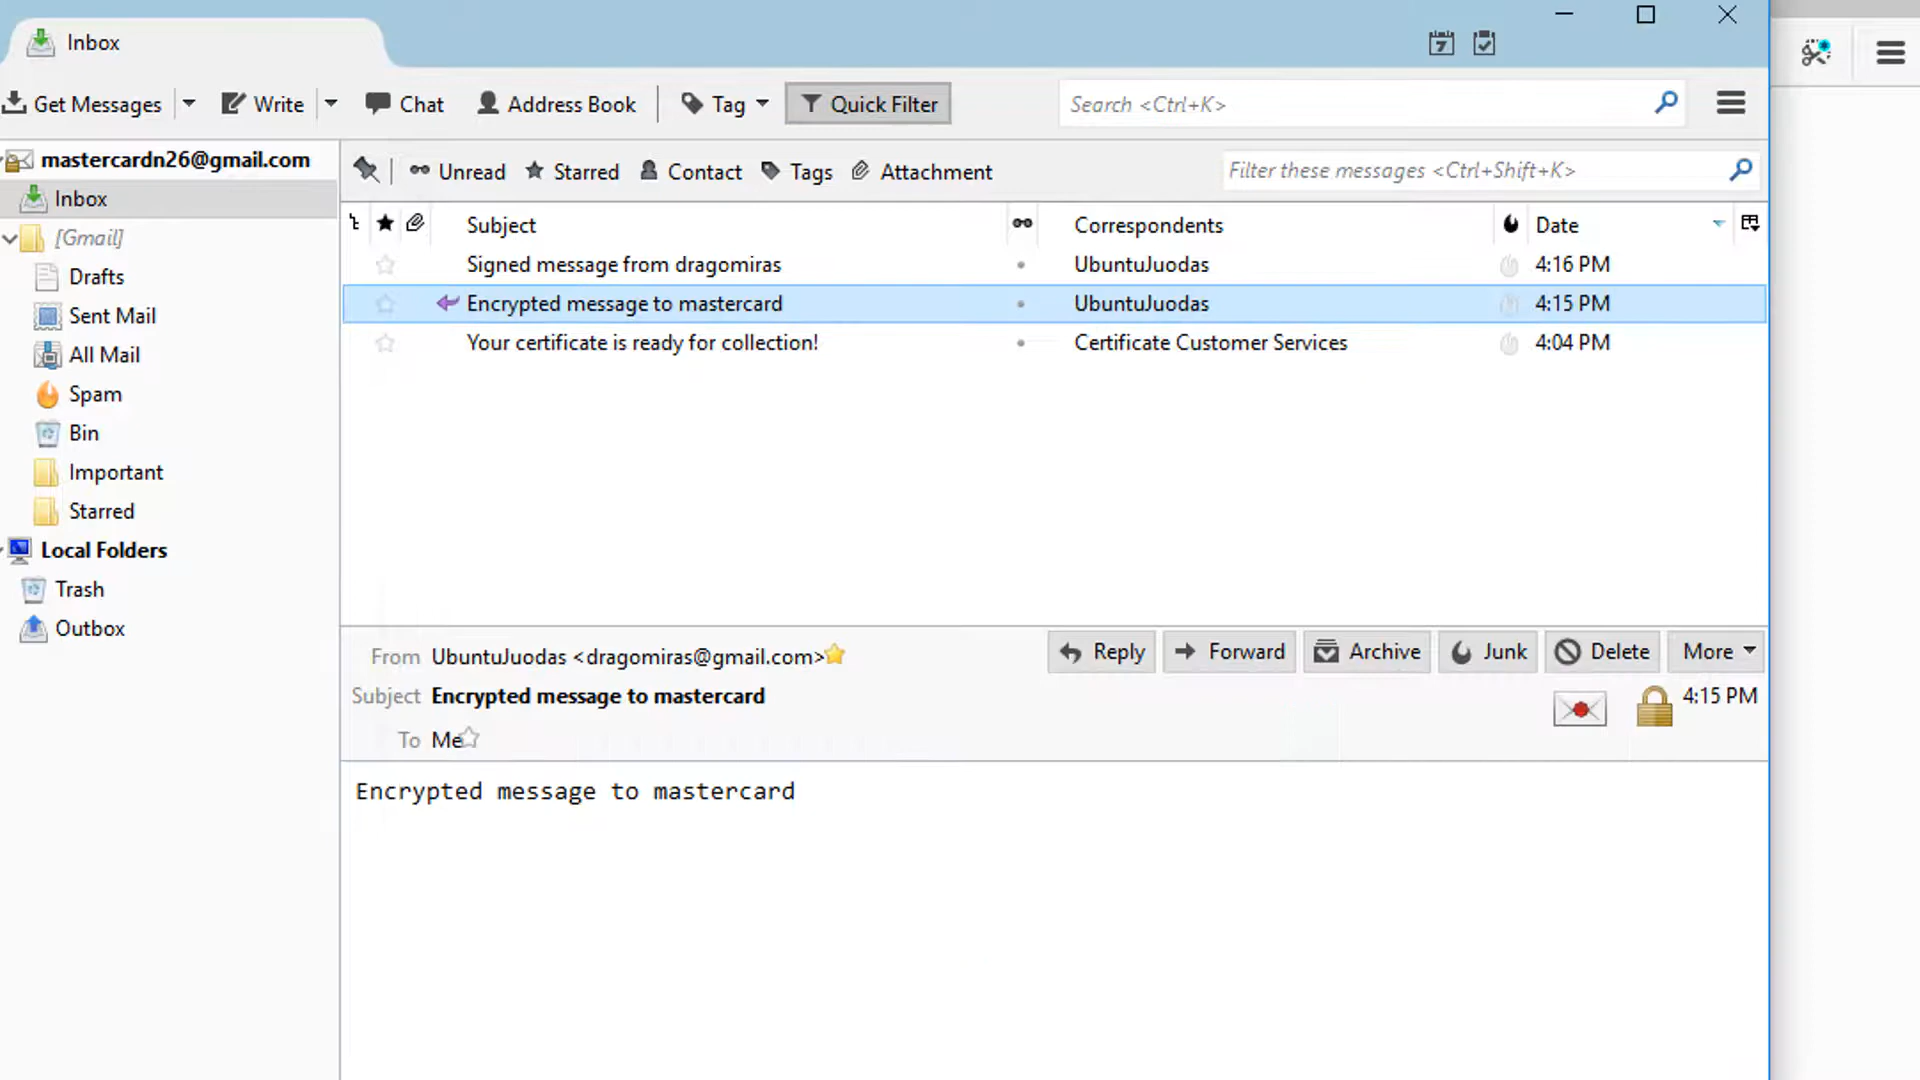 Inbox
7
Get Messages
Write
Chat
Address Book
Tag
Quick Filter
Search <Ctrl+K>
mastercardn26@gmail.com
Inbox
[Gmail]
Drafts
Sent Mail
All Mail
Spam
Bin
Important
Starred
Local Folders
Trash
Outbox
Unread
Starred
Contact
Tags
Attachment
Filter these messages <Ctrl+Shift+K>
Subject Correspondents Date
Signed message from dragomiras UbuntuJuodas 4:16 PM
Encrypted message to mastercard UbuntuJuodas 4:15 PM
Your certificate is ready for collection! Certificate Customer Services 4:04 PM
From UbuntuJuodas <dragomiras@gmail.com>
Reply
Forward
Archive
Junk
Delete
More
Subject Encrypted message to mastercard
4:15 PM
To Me
Encrypted message to mastercard